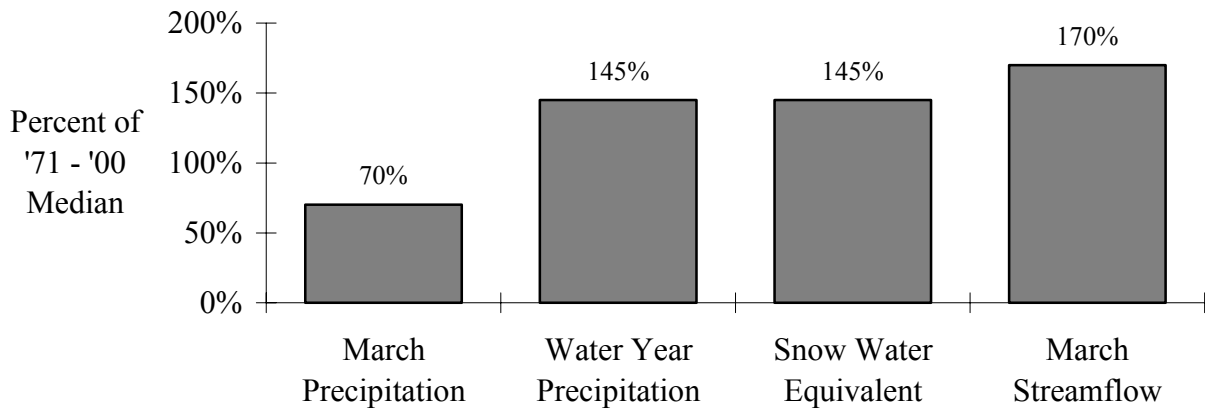 200%
150%
100%
50%
0%
Percent of
'71 - '00
Median
70%
145%
145%
170%
March
Precipitation
Water Year
Precipitation
Snow Water
Equivalent
March
Streamflow